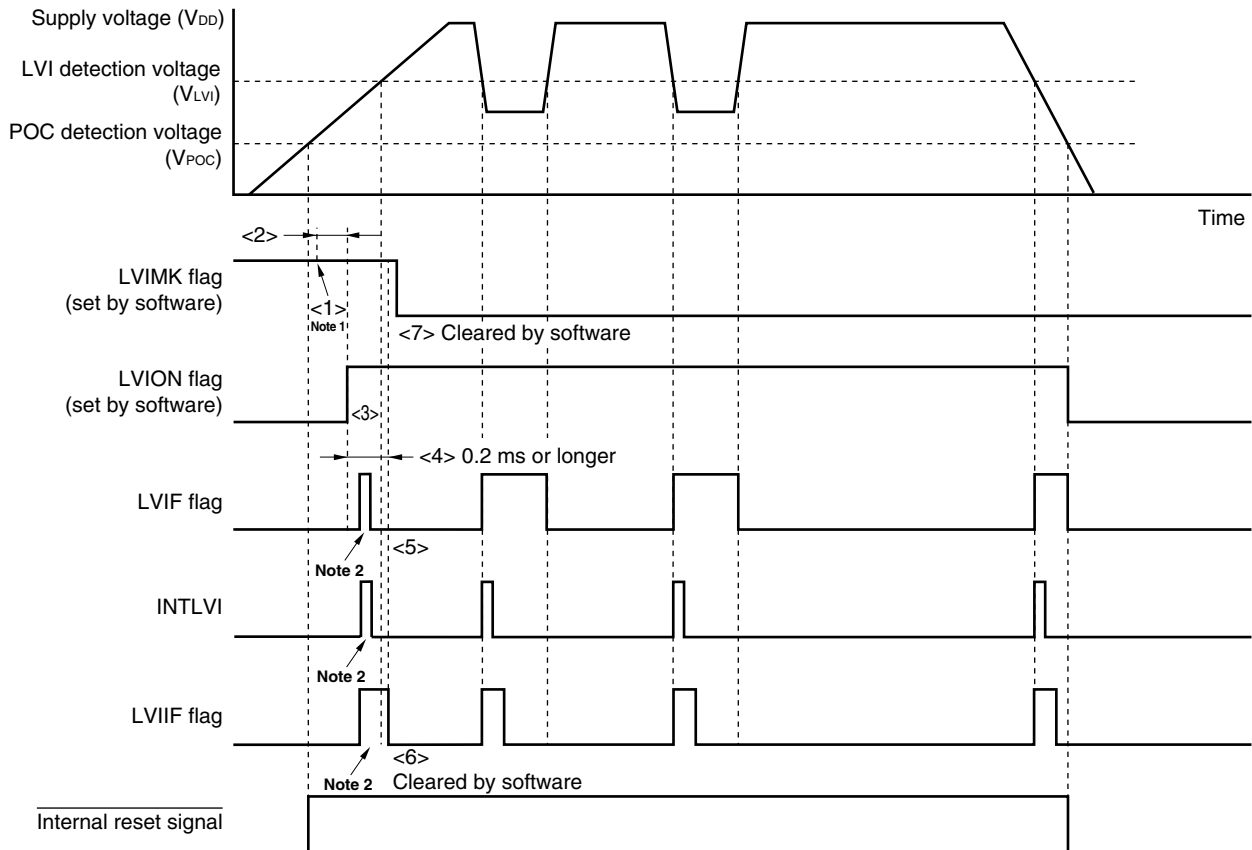 Supply voltage (VDD)
LVI detection voltage
(VLVI)
POC detection voltage
(VPOC)
Time
<2>
LVIMK flag
(set by software)
<1>
Note 1
<7> Cleared by software
LVION flag
(set by software)
<3>
<4> 0.2 ms or longer
LVIF flag
<5>
Note 2
INTLVI
Note 2
LVIIF flag
<6>
Note 2
Cleared by software
Internal reset signal